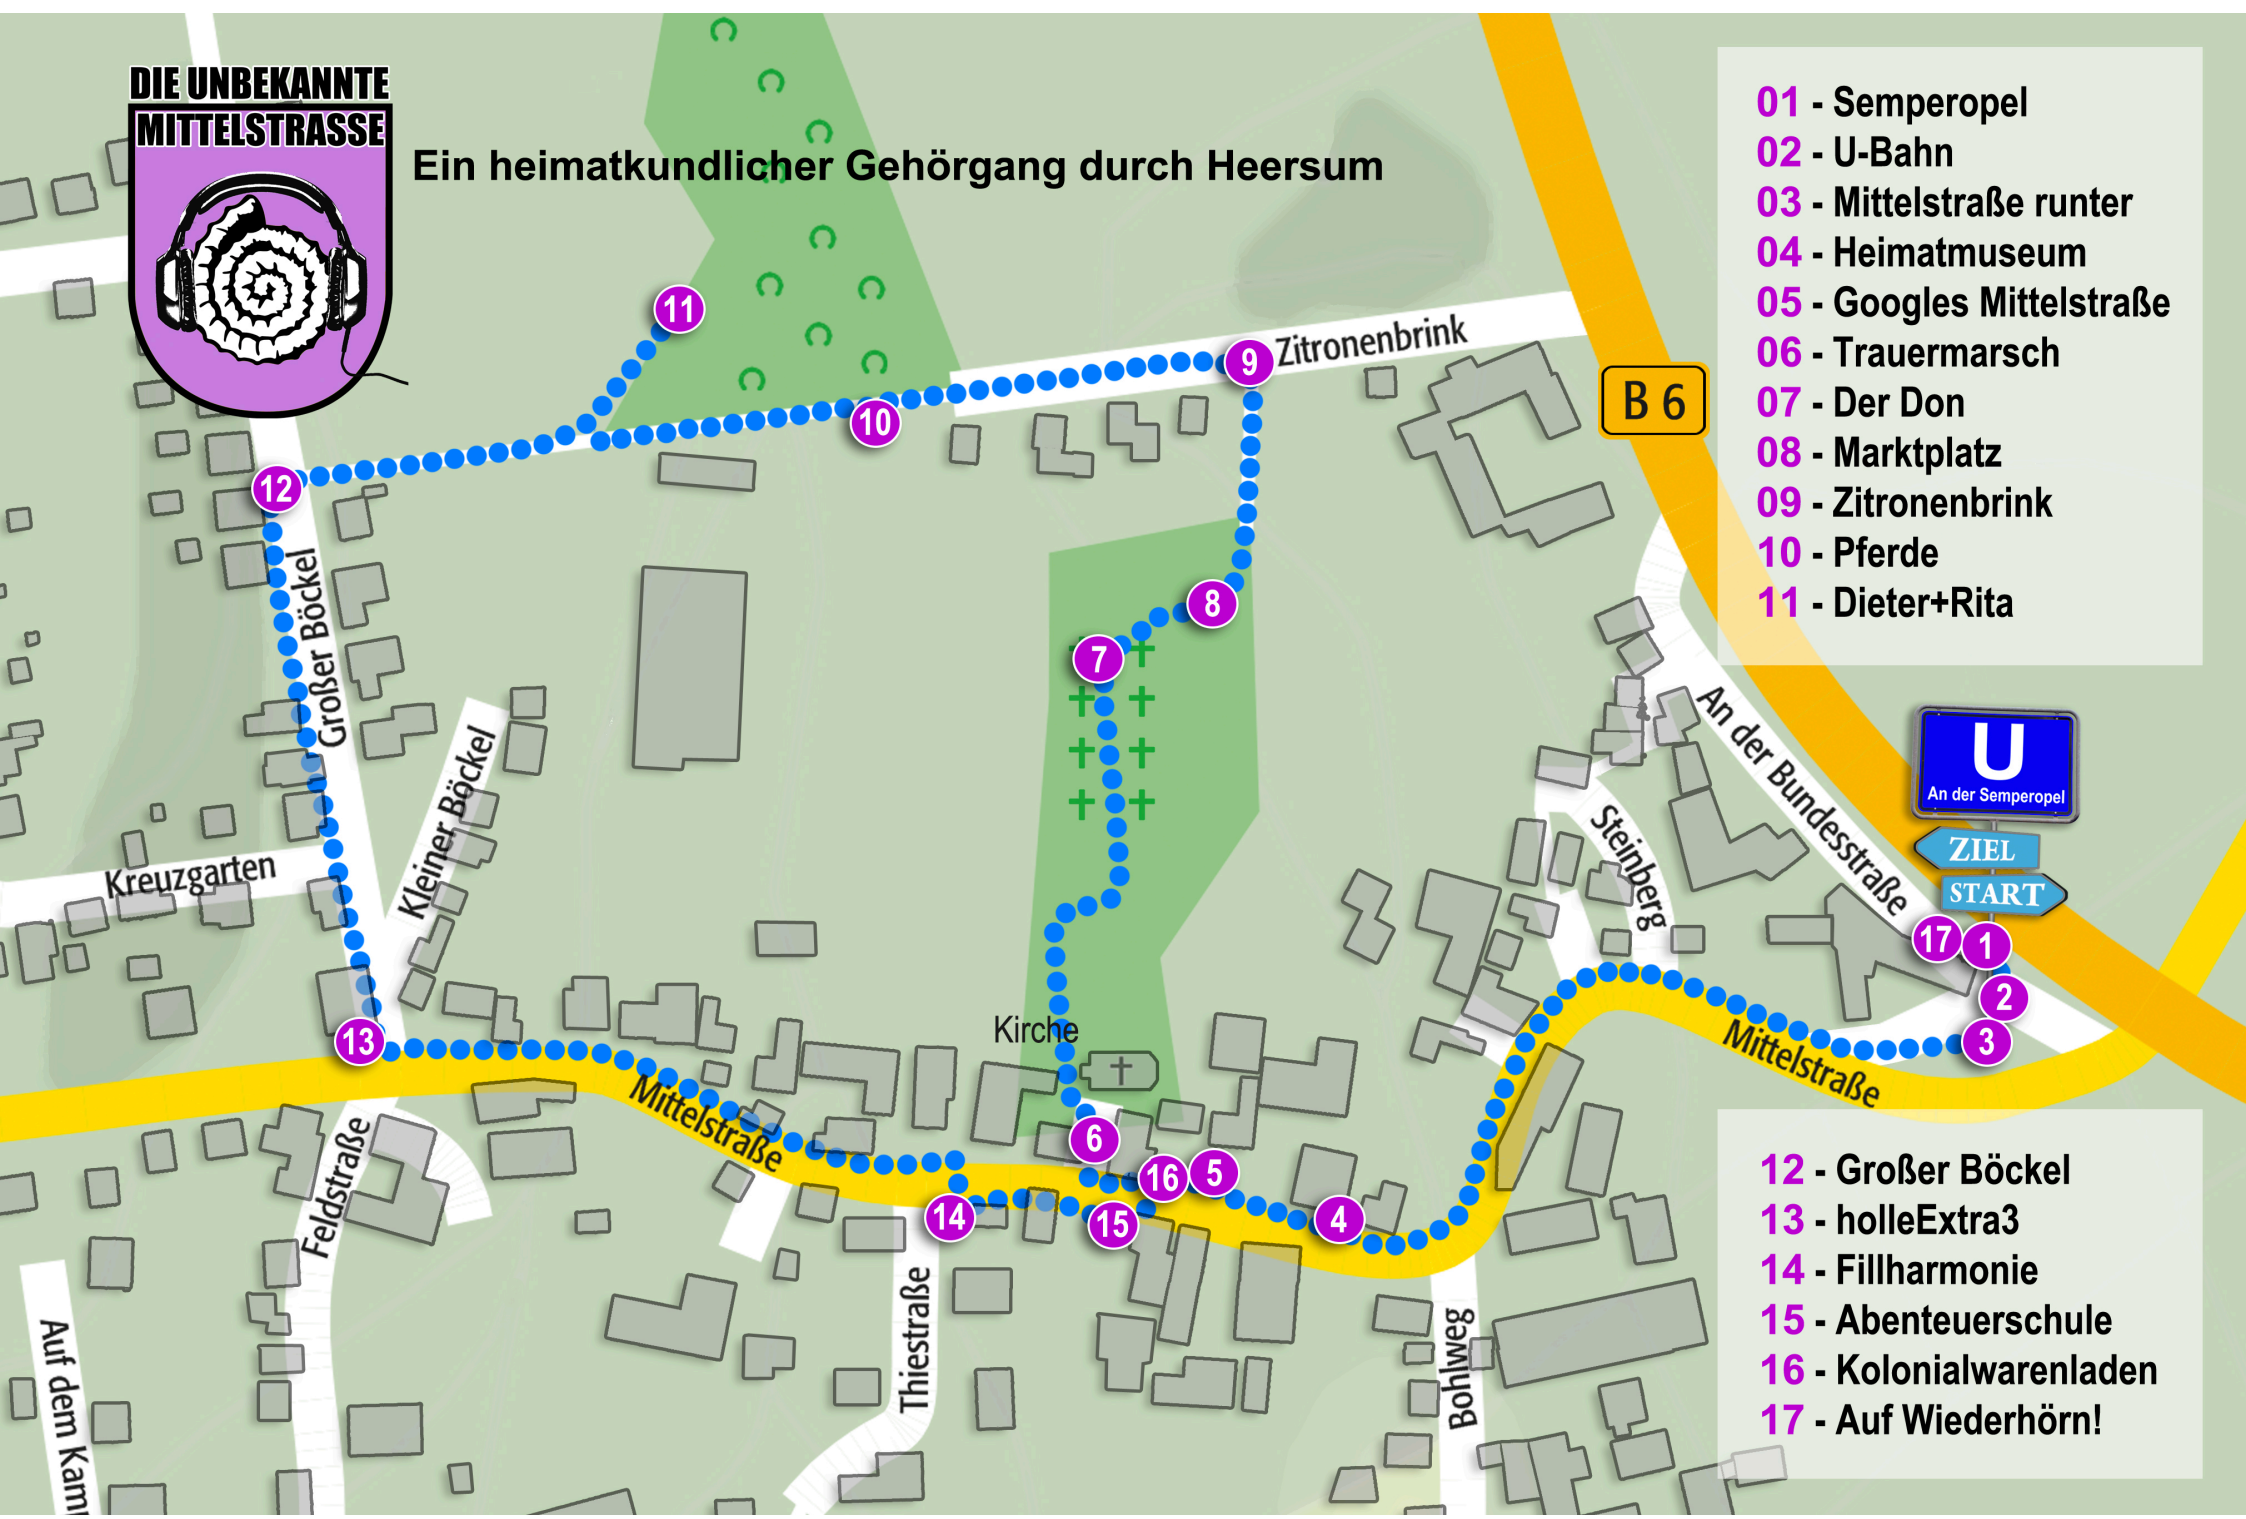 DIE UNBEKANNTE
MITTELSTRASSE
Ein heimatkundlicher Gehörgang durch Heersum
01 - Semperopel
02 - U-Bahn
03 - Mittelstraße runter
04 - Heimatmuseum
05 - Googles Mittelstraße
06 - Trauermarsch
07 - Der Don
08 - Marktplatz
09 - Zitronenbrink
10 - Pferde
11 - Dieter+Rita
11
Zitronenbrink
9
B 6
10
12
Großer Böckel
8
7
An der Bundesstraße
U
An der Semperopel
ZIEL
START
Kleiner Böckel
Steinberg
Kreuzgarten
17
1
2
3
Kirche
13
Mittelstraße
Mittelstraße
6
16
5
4
14
15
Feldstraße
Thiestraße
Bohlweg
Auf dem Kam
12 - Großer Böckel
13 - holleExtra3
14 - Fillharmonie
15 - Abenteuerschule
16 - Kolonialwarenladen
17 - Auf Wiederhörn!